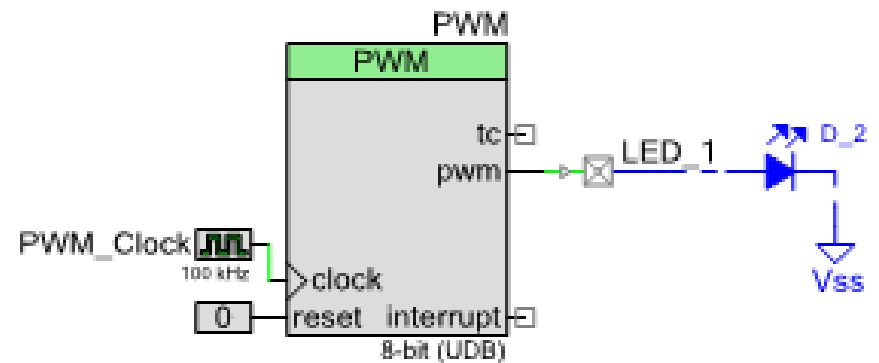 PWM
PWM
tc
pwm
LED_1
D_2
PWM_Clock
100 kHz
clock
Vss
0
reset
interrupt
8-bit (UDB)